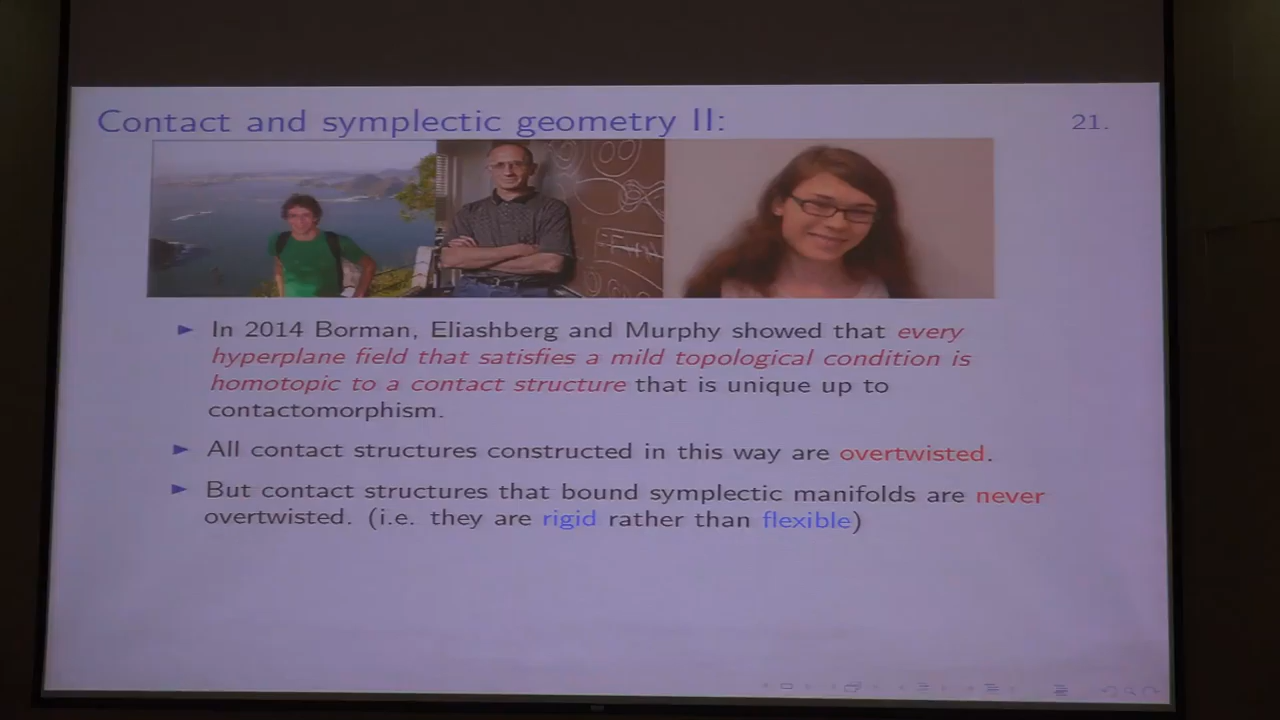 Contact and symplectic geometry II:
21.
In 2014 Borman, Eliashberg and Murphy showed that every
hyperplane field that satisfies a mild topological condition is
homotopic to a contact structure that is unique up to
contactomorphism.
All contact structures constructed in this way are overtwisted.
But contact structures that bound symplectic manifolds are never
overtwisted. (i.e. they are rigid rather than flexible)